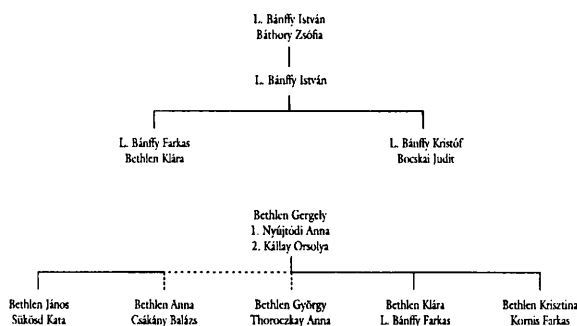 L. Bánffy István
Báthory Zsófia
L. Bánffy István
L. Bánffy Farkas
Bethlen Klára
L. Bánffy Kristóf
Bocskai Judit
Bethlen Gergely
1. Nyújtódi Anna
2. Kállay Orsolya
Bethlen János
Sükösd Kata
Bethlen Anna
Csákány Balázs
Bethlen György
Thoroczkay Anna
Bethlen Klára
L. Bánffy Farkas
Bethlen Krisztina
Kornis Farkas